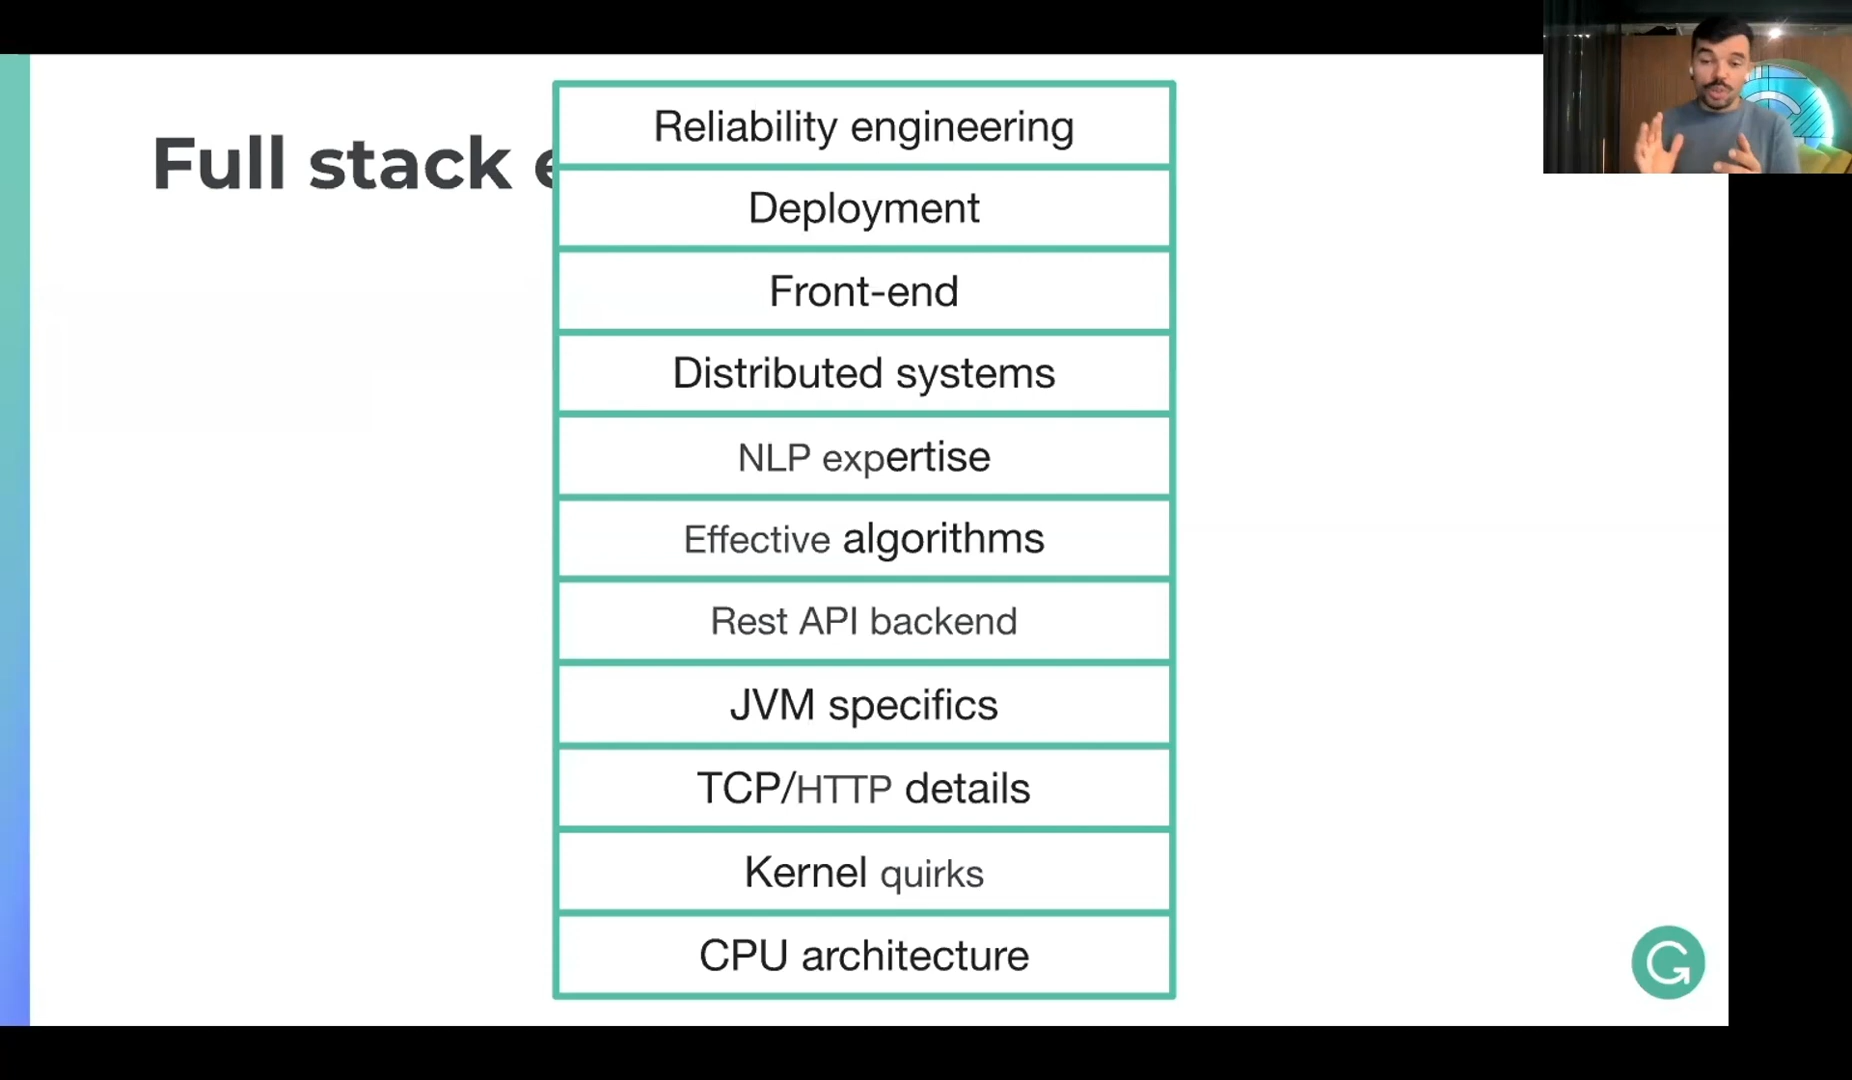 Full stack e
Reliability engineering
Deployment
Front-end
Distributed systems
NLP expertise
Effective algorithms
Rest API backend
JVM specifics
TCP/HTTP details
Kernel quirks
CPU architecture